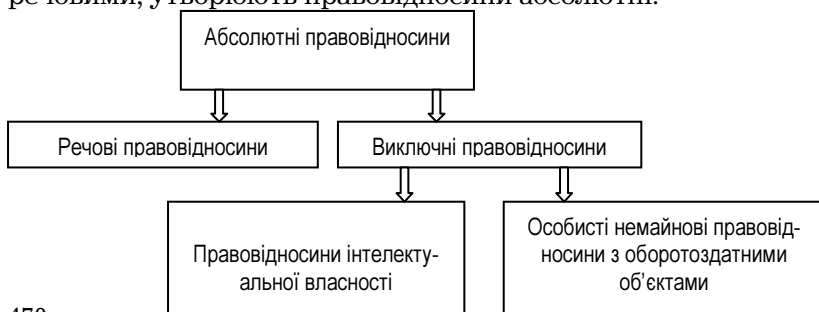 речовими, утворюють правовідносини абсолютні.
Абсолютні правовідносини
Речові правовідносини
Виключні правовідносини
Правовідносини інтелекту-
альної власності
Особисті немайнові правовід-
носини з оборотоздатними
об’єктами